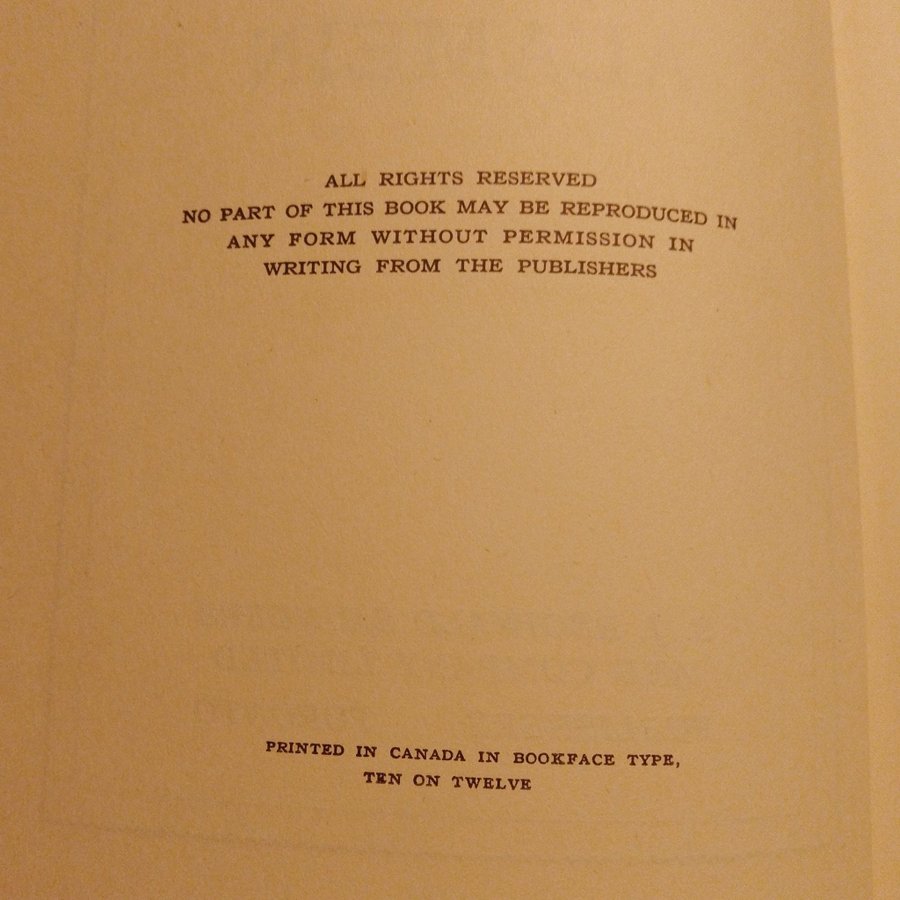 ALL RIGHTS RESERVED
NO PART OF THIS BOOK MAY BE REPRODUCED IN
ANY FORM WITHOUT PERMISSION IN
WRITING FROM THE PUBLISHERS
PRINTED IN CANADA IN BOOKFACE TYPE,
TEN ON TWELVE